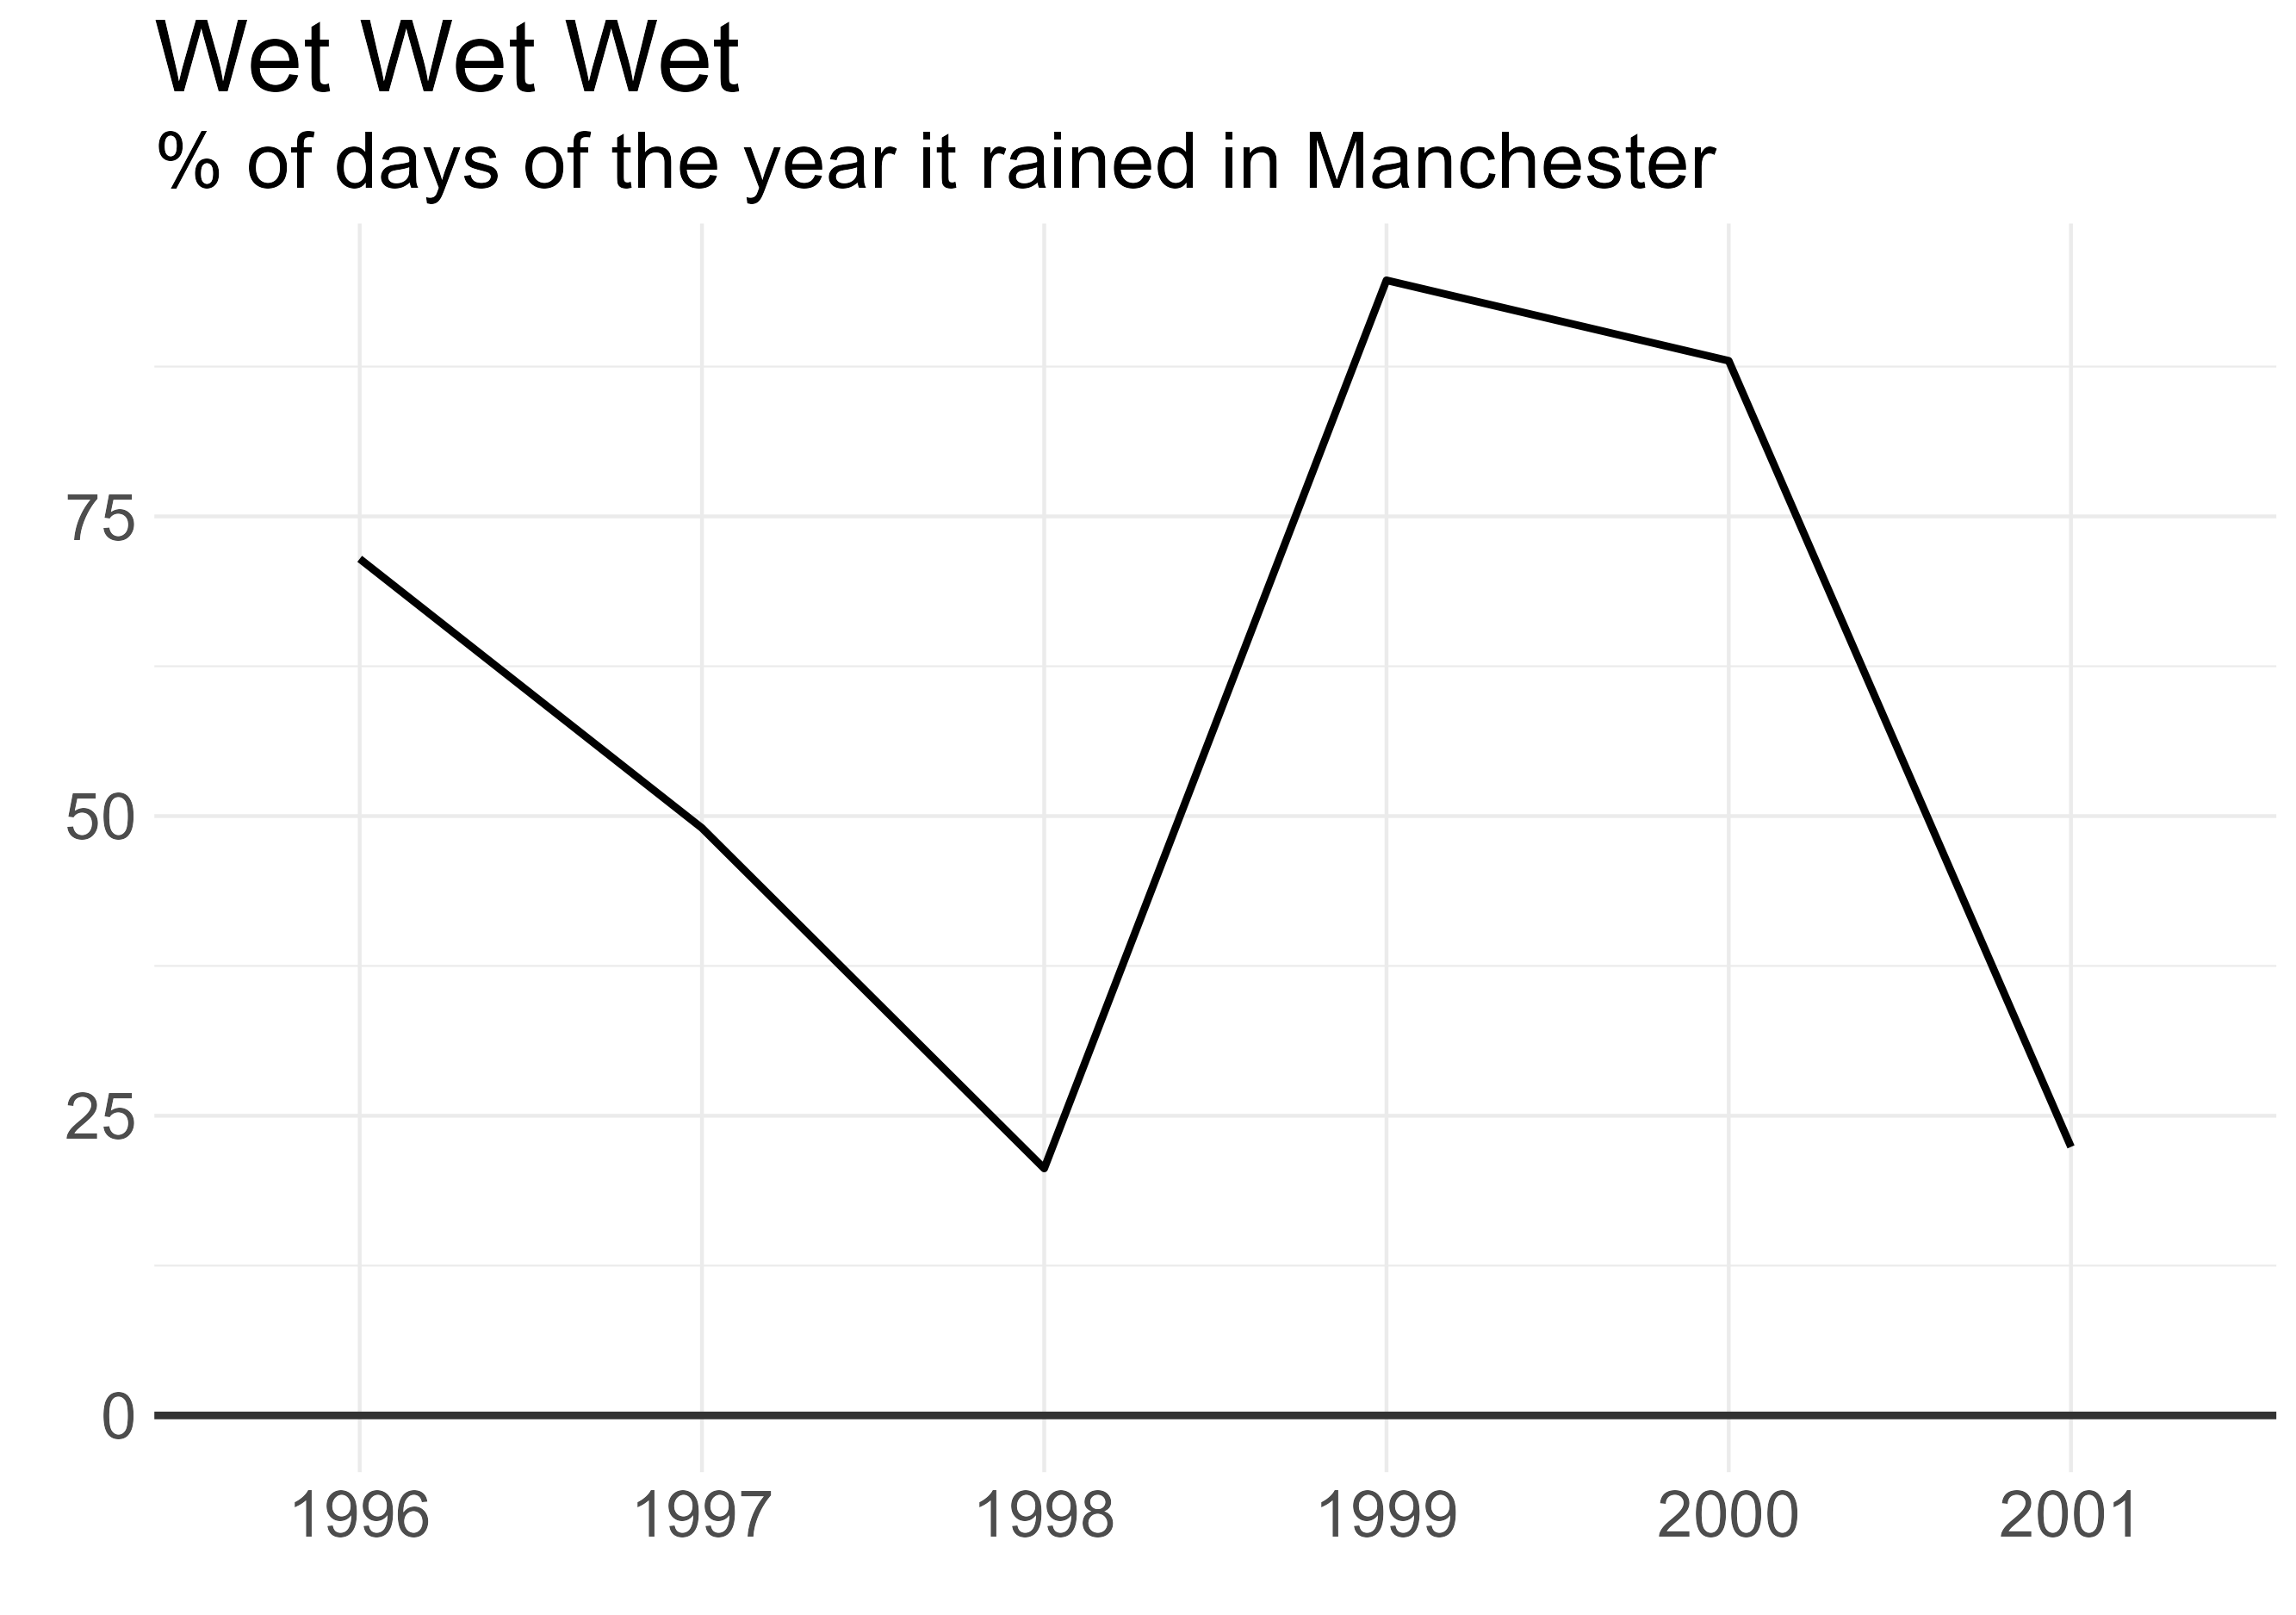 Wet Wet Wet
% of days of the year it rained in Manchester
75
50
25
0
1996 1997 1998 1999 2000 2001